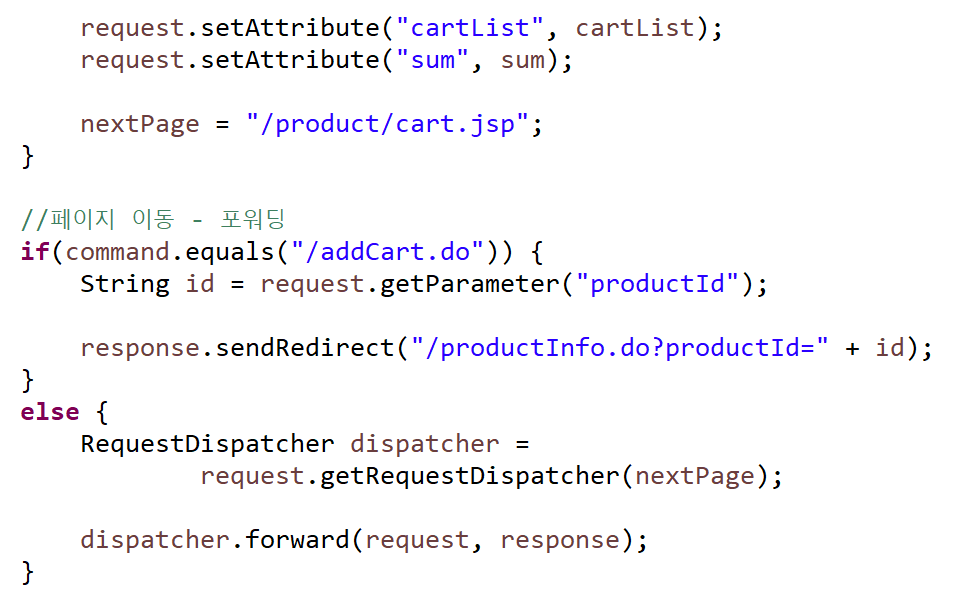 request.setAttribute("cartList", cartList);
request.setAttribute("sum", sum);
nextPage = "/product/cart.jsp";
}
//페이지 이동 - 포워딩
if(command.equals("/addCart.do")) {
String id = request.getParameter("productId");
response.sendRedirect("/productInfo.do?productId=" + id);
}
else {
RequestDispatcher dispatcher =
request.getRequestDispatcher(nextPage);
dispatcher.forward(request, response);
}